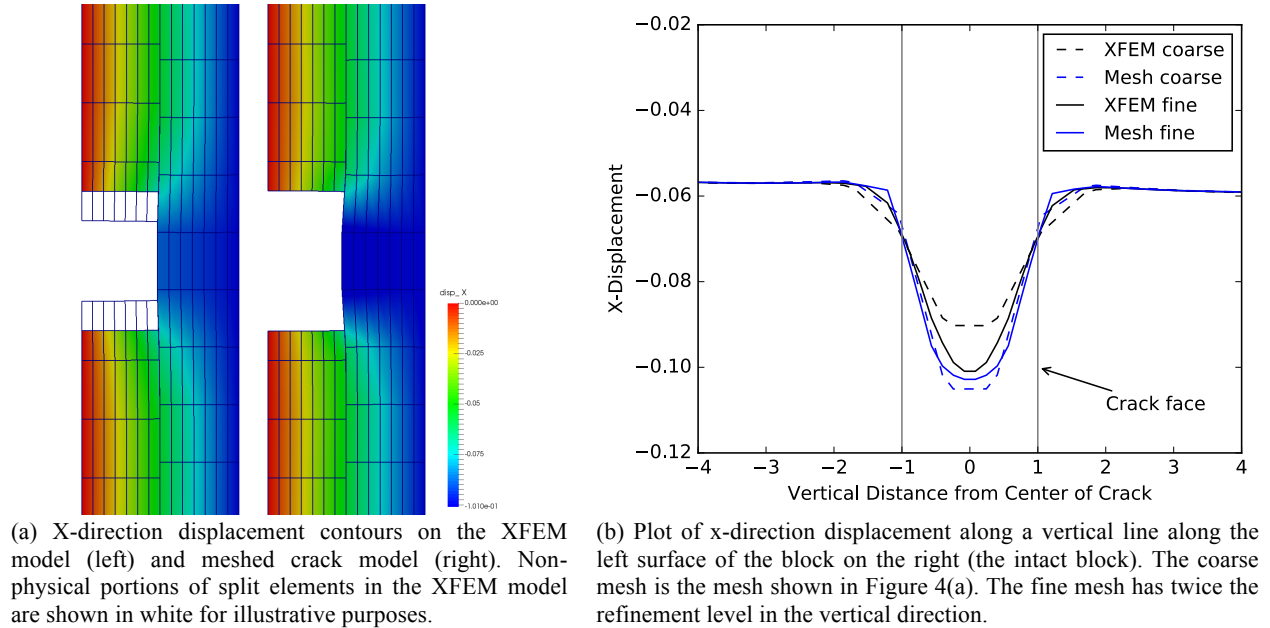 disp_X
0.000e+00
-0.025
-0.05
-0.075
-1.010e-01
(a) X-direction displacement contours on the XFEM
model (left) and meshed crack model (right). Non-
physical portions of split elements in the XFEM model
are shown in white for illustrative purposes.
−0.02
−0.04
−0.06
−0.08
−0.10
−0.12
X-Displacement
XFEM coarse
Mesh coarse
XFEM fine
Mesh fine
Crack face
−4 −3 −2 −1 0 1 2 3 4
Vertical Distance from Center of Crack
(b) Plot of x-direction displacement along a vertical line along the
left surface of the block on the right (the intact block). The coarse
mesh is the mesh shown in Figure 4(a). The fine mesh has twice the
refinement level in the vertical direction.